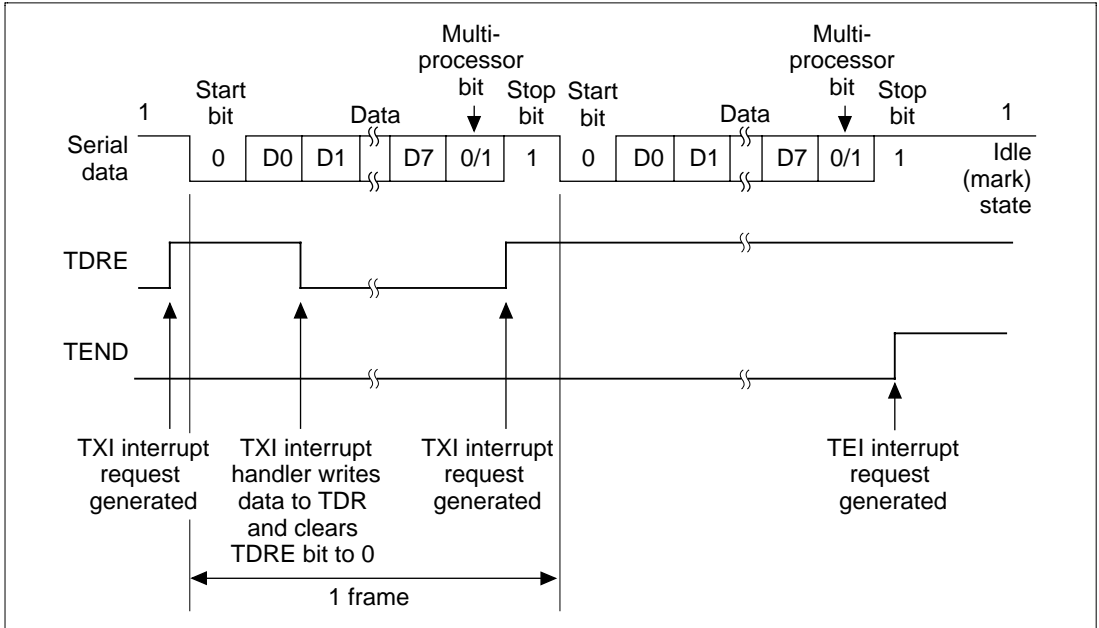 Multi-
processor
bit
Multi-
processor
bit
1
Start
bit
Data
Stop
bit
Start
bit
Data
Stop
bit
1
Serial
data
0 D0 D1 D7 0/1 1 0 D0 D1 D7 0/1 1
Idle
(mark)
state
TDRE
TEND
TXI interrupt
request
generated
TXI interrupt
handler writes
data to TDR
and clears
TDRE bit to 0
TXI interrupt
request
generated
TEI interrupt
request
generated
1 frame